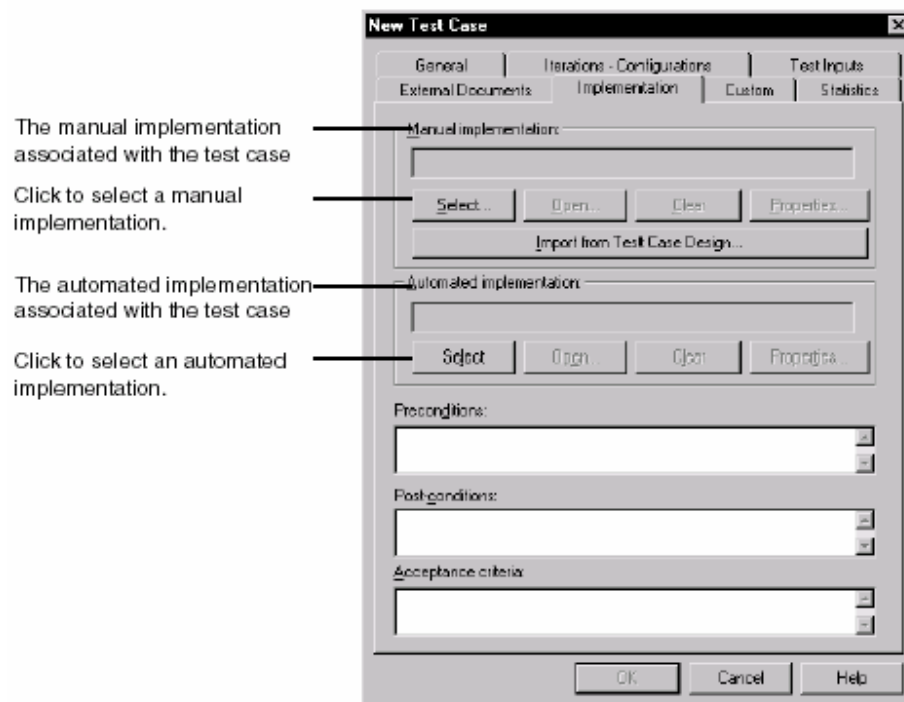 New Test Case
General Iterations - Configurations Test Inputs
External Documents Implementation Custom Statistics
The manual implementation
associated with the test case
Manual implementation:
Click to select a manual
implementation.
Select... Open... Clear Properties...
Import from Test Case Design...
The automated implementation
associated with the test case
Automated implementation:
Click to select an automated
implementation.
Select Open... Clear Properties...
Preconditions:
Post-conditions:
Acceptance criteria:
OK Cancel Help